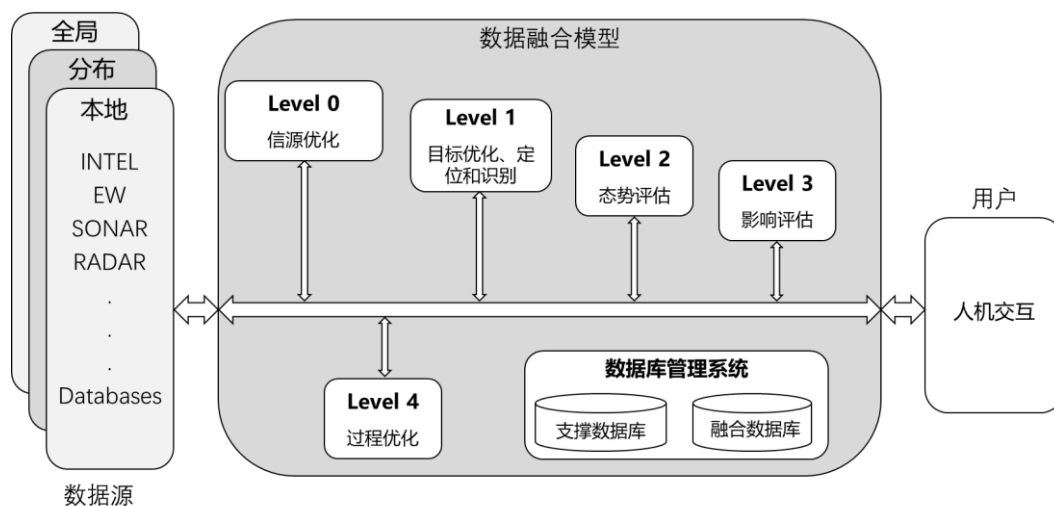 全局
分布
本地
INTEL
EW
SONAR
RADAR
.
.
.
Databases
数据源
数据融合模型
Level 0
信源优化
Level 1
目标优化、定
位和识别
Level 2
态势评估
Level 3
影响评估
Level 4
过程优化
数据库管理系统
支撑数据库
融合数据库
用户
人机交互